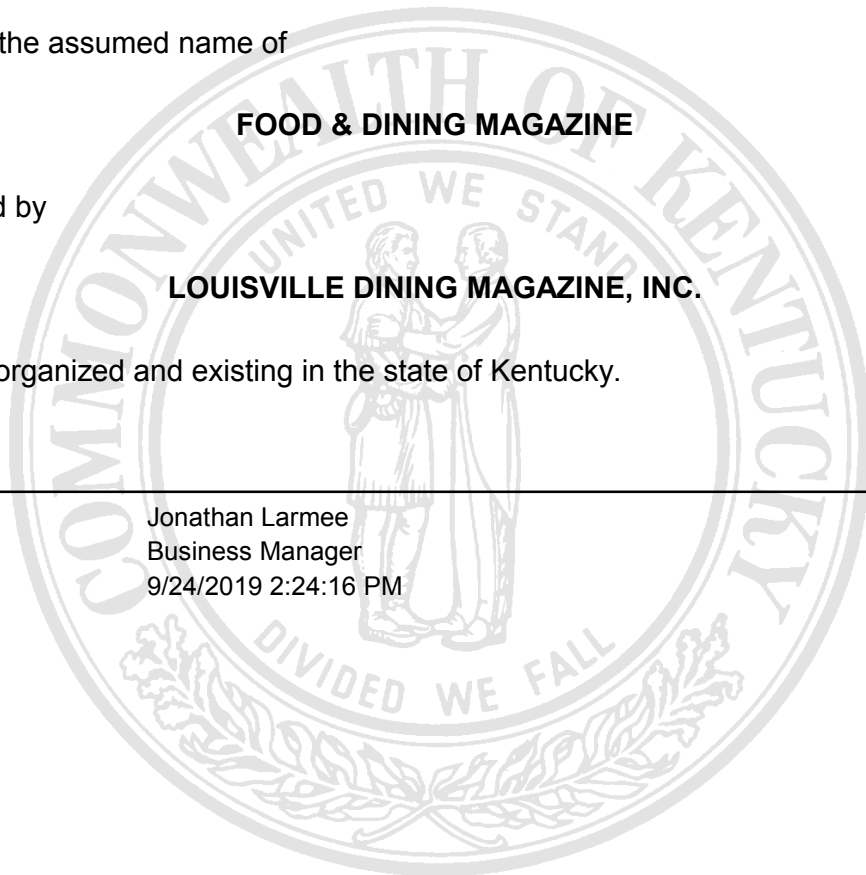 the assumed name of
FOOD & DINING MAGAZINE
d by
LOUISVILLE DINING MAGAZINE, INC.
organized and existing in the state of Kentucky.
Jonathan Larmee
Business Manager
9/24/2019 2:24:16 PM
COMMONWEALTH OF KENTUCKY
UNITED WE STAND
DIVIDED WE FALL